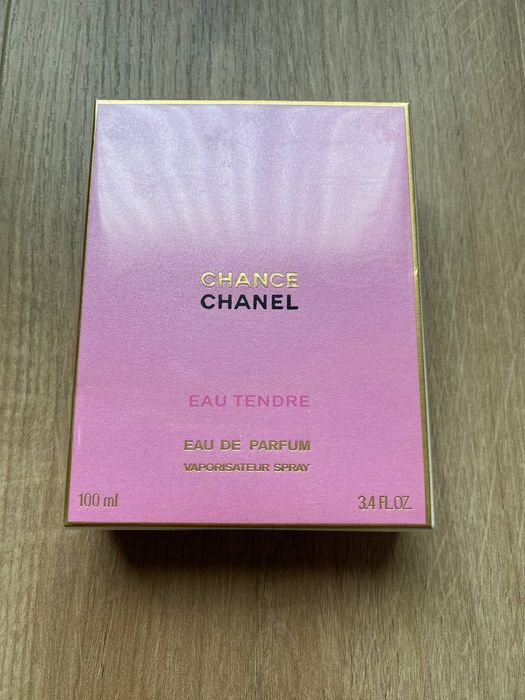 CHANCE
CHANEL
EAU TENDRE
EAU DE PARFUM
VAPORISATEUR SPRAY
100 ml 3.4 FL.OZ.